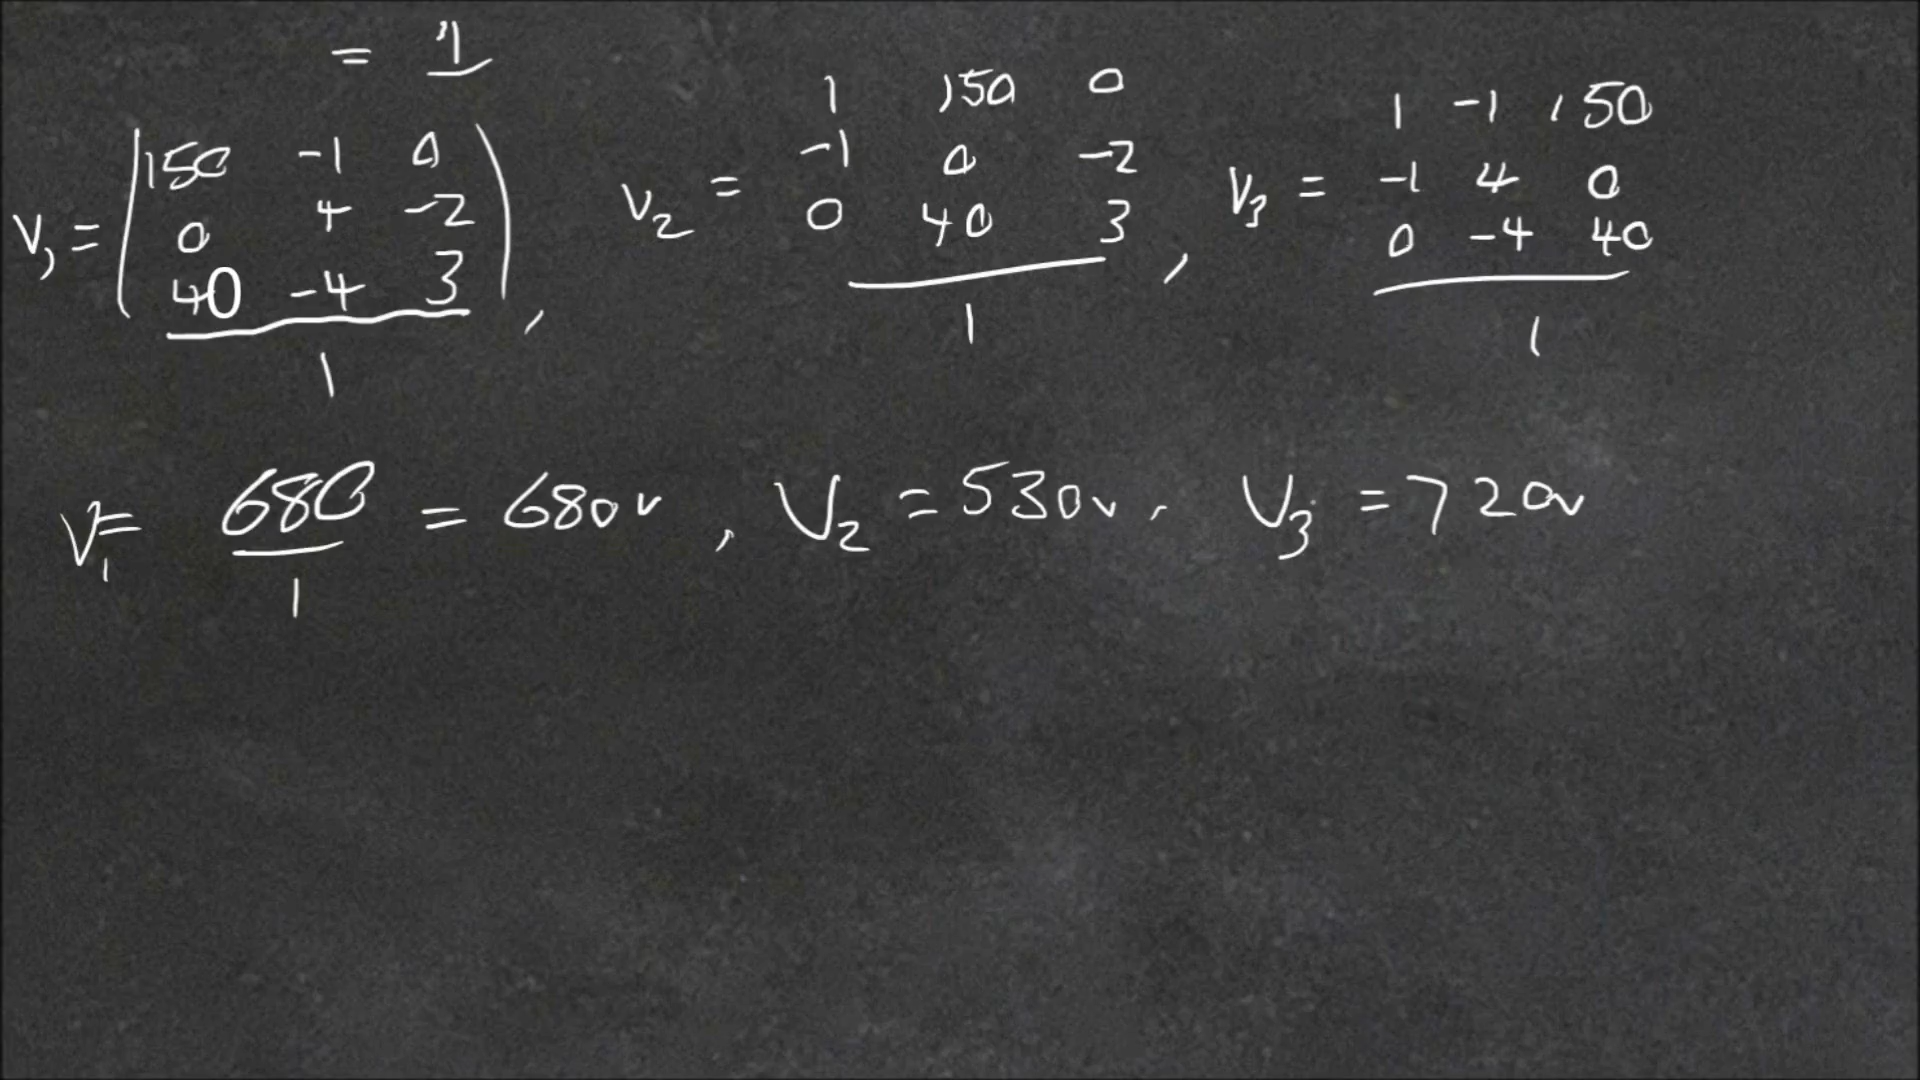 = 1
V1 = | 150 -1 0 | , V2 = 1 150 0 , V3 = 1 -1 150
0 4 -2 -1 0 -2 -1 4 0
40 -4 3 0 40 3 0 -4 40
1 1 1
V1 = 680 = 680v , V2 = 530v , V3 = 720v
1